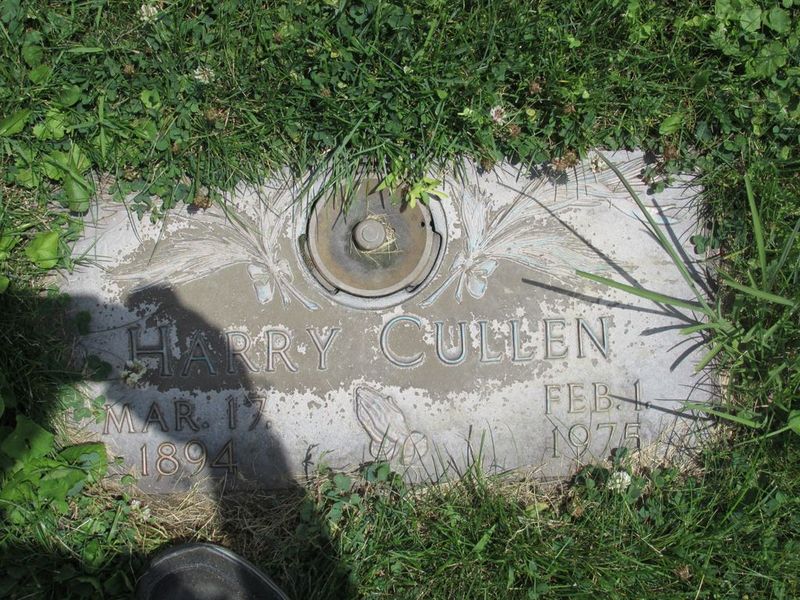 HARRY CULLEN
MAR. 17, FEB. 1,
1894 1975